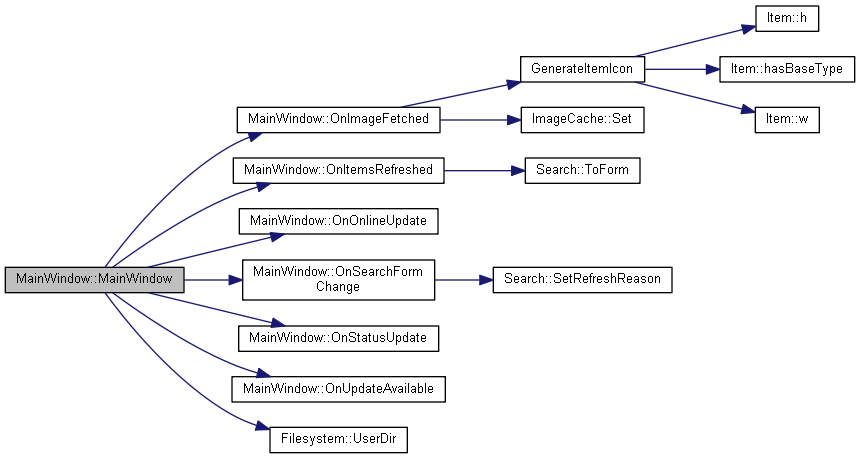 Item::h
GenerateItemIcon
Item::hasBaseType
MainWindow::OnImageFetched
ImageCache::Set
Item::w
MainWindow::OnItemsRefreshed
Search::ToForm
MainWindow::OnOnlineUpdate
MainWindow::MainWindow
MainWindow::OnSearchForm
Change
Search::SetRefreshReason
MainWindow::OnStatusUpdate
MainWindow::OnUpdateAvailable
Filesystem::UserDir